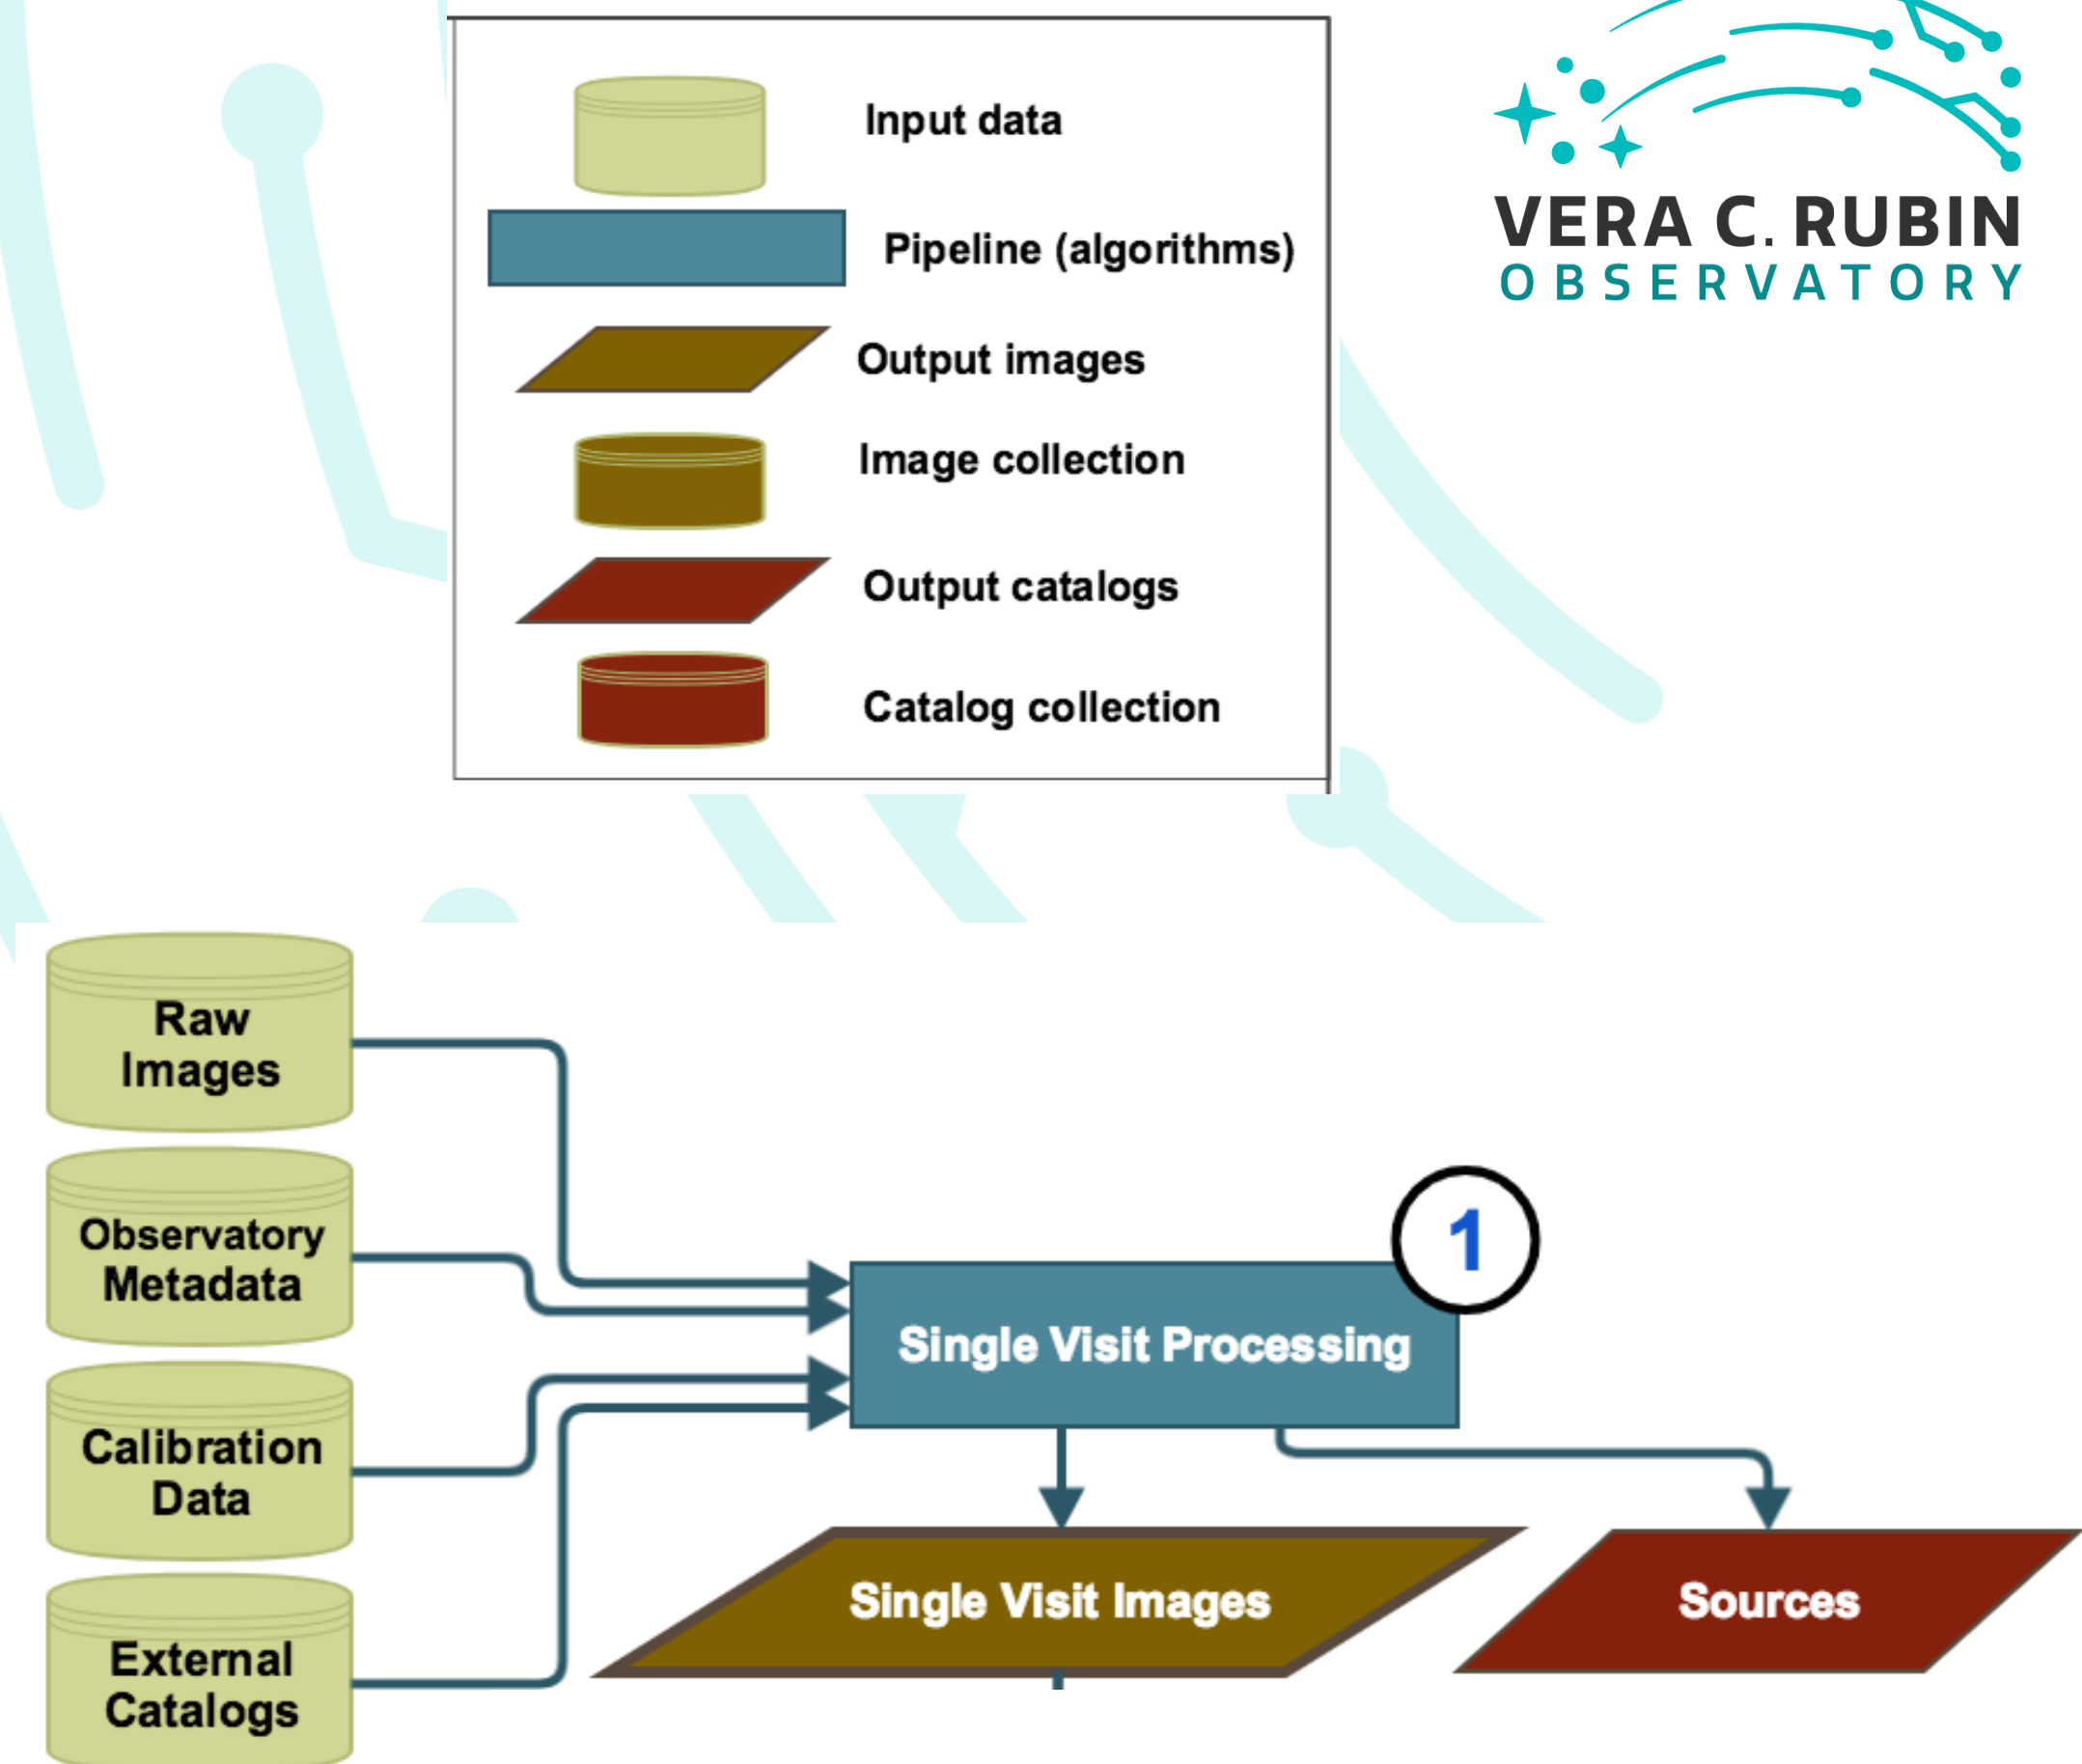 Input data
Pipeline (algorithms)
Output images
Image collection
Output catalogs
Catalog collection
VERA C. RUBIN
OBSERVATORY
Raw
Images
Observatory
Metadata
Calibration
Data
External
Catalogs
1
Single Visit Processing
Single Visit Images
Sources